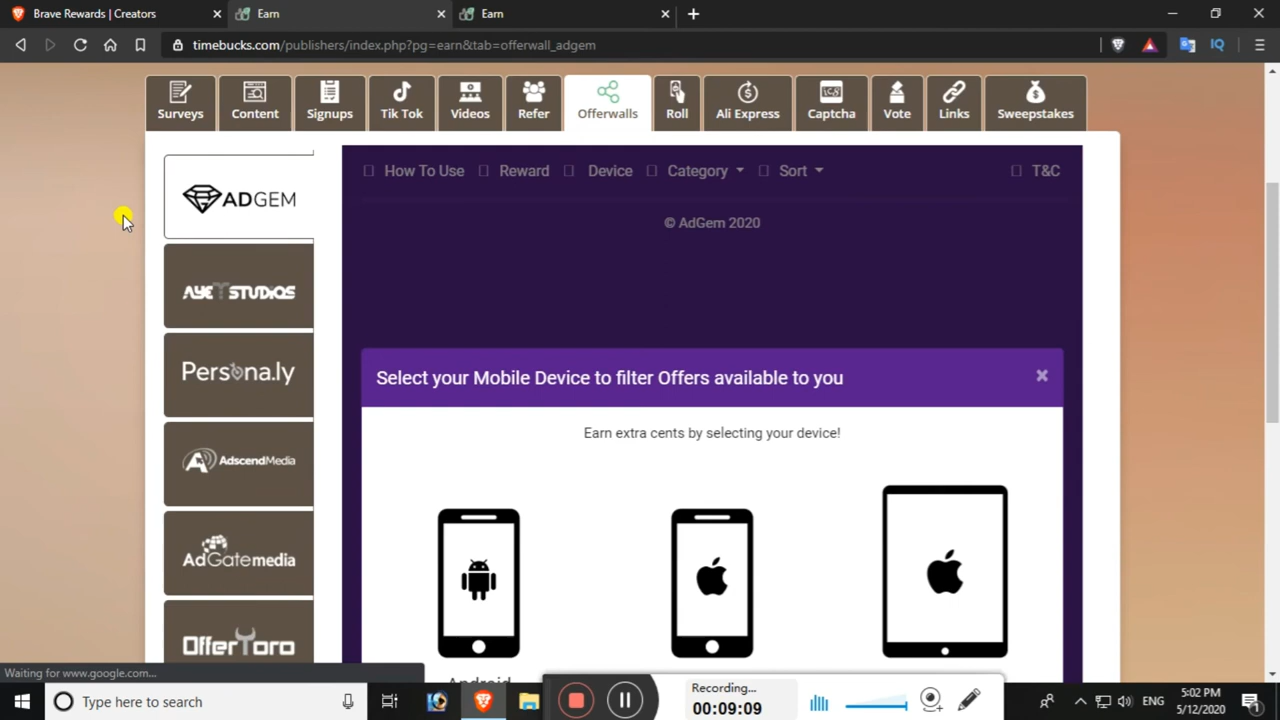 Brave Rewards | Creators
Earn
Earn
timebucks.com/publishers/index.php?pg=earn&tab=offerwall_adgem
Surveys
Content
Signups
Tik Tok
Videos
Refer
Offerwalls
Roll
Ali Express
Captcha
Vote
Links
Sweepstakes
ADGEM
AYET STUDIOS
Persona.ly
AdscendMedia
AdGatemedia
OfferToro
How To Use
Reward
Device
Category
Sort
T&C
© AdGem 2020
Select your Mobile Device to filter Offers available to you
Earn extra cents by selecting your device!
Android
Waiting for www.google.com...
Type here to search
Recording...
00:09:09
ENG
5:02 PM
5/12/2020